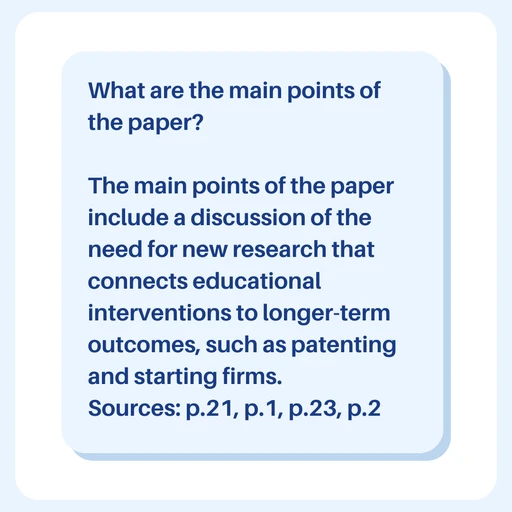 What are the main points of
the paper?
The main points of the paper
include a discussion of the
need for new research that
connects educational
interventions to longer-term
outcomes, such as patenting
and starting firms.
Sources: p.21, p.1, p.23, p.2